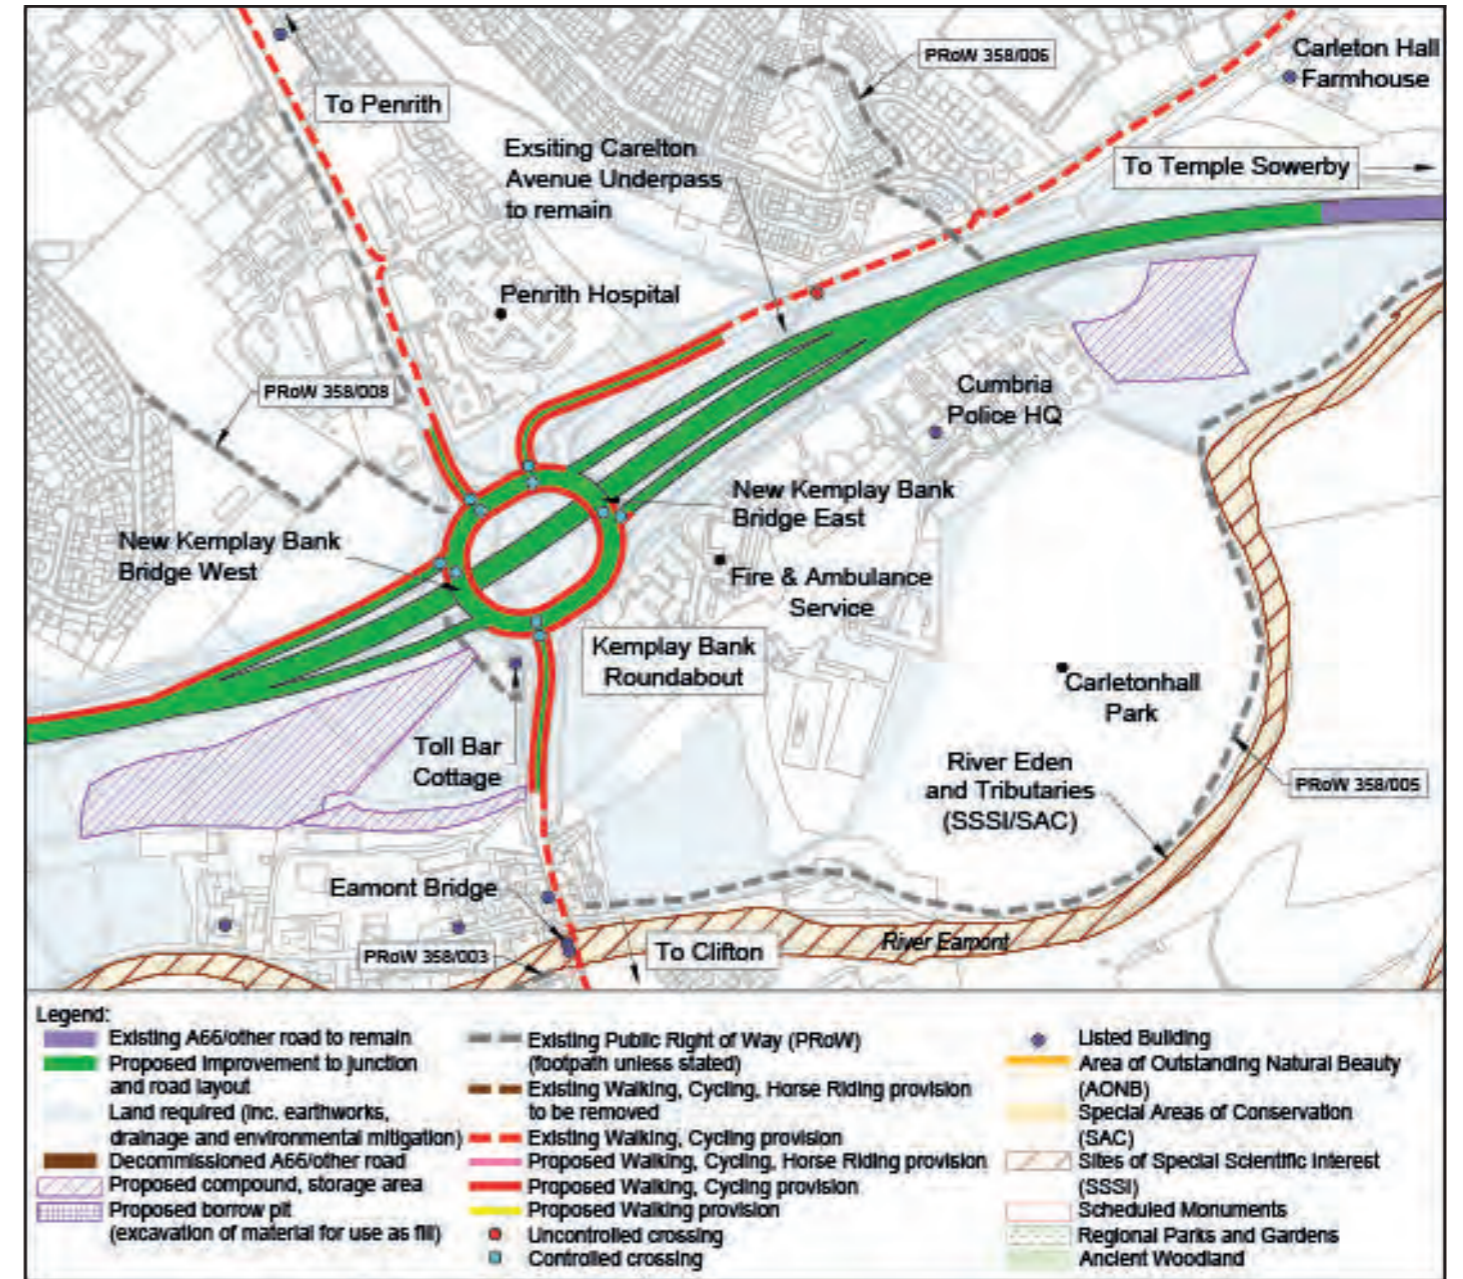 Carleton Hall
Farmhouse
PRoW 358/006
To Penrith
Exsiting Carelton
Avenue Underpass
to remain
To Temple Sowerby
Penrith Hospital
PRoW 358/008
Cumbria
Police HQ
New Kemplay Bank
Bridge East
New Kemplay Bank
Bridge West
Fire & Ambulance
Service
Kemplay Bank
Roundabout
Carletonhall
Park
Toll Bar
Cottage
River Eden
and Tributaries
(SSSI/SAC)
PRoW 358/005
Eamont Bridge
PRoW 358/003
To Clifton
River Eamont
Legend:
Existing A66/other road to remain
Proposed improvement to junction
and road layout
Land required (inc. earthworks,
drainage and environmental mitigation)
Decommissioned A66/other road
Proposed compound, storage area
Proposed borrow pit
(excavation of material for use as fill)
Existing Public Right of Way (PRoW)
(footpath unless stated)
Existing Walking, Cycling, Horse Riding provision
to be removed
Existing Walking, Cycling provision
Proposed Walking, Cycling, Horse Riding provision
Proposed Walking, Cycling provision
Proposed Walking provision
Uncontrolled crossing
Controlled crossing
Listed Building
Area of Outstanding Natural Beauty
(AONB)
Special Areas of Conservation
(SAC)
Sites of Special Scientific Interest
(SSSI)
Scheduled Monuments
Regional Parks and Gardens
Ancient Woodland